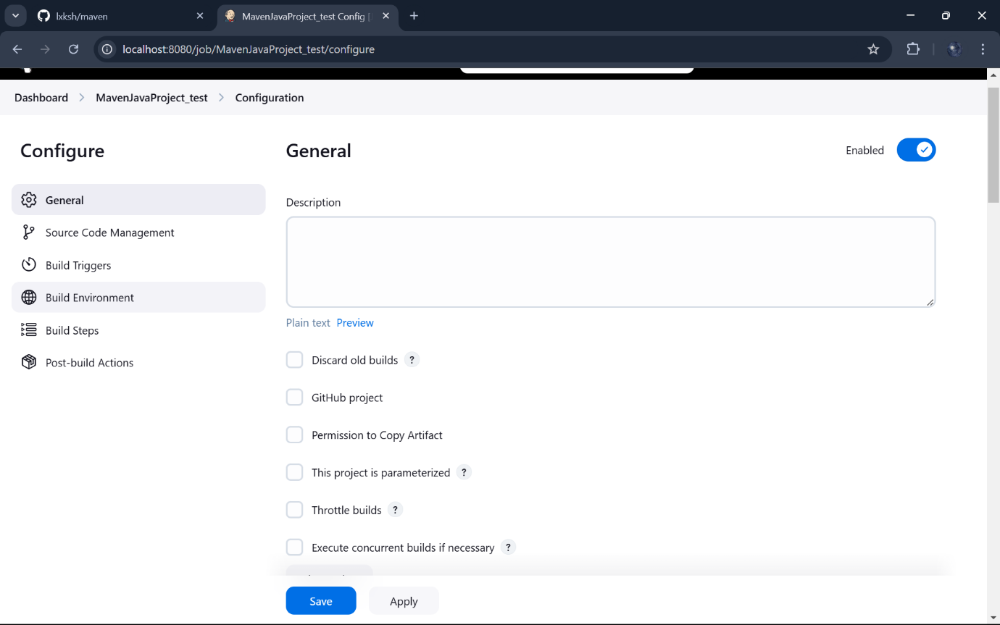 lxksh/maven
MavenJavaProject_test Config [
localhost:8080/job/MavenJavaProject_test/configure
Dashboard > MavenJavaProject_test > Configuration
Configure
General
Source Code Management
Build Triggers
Build Environment
Build Steps
Post-build Actions
General
Enabled
Description
Plain text Preview
Discard old builds ?
GitHub project
Permission to Copy Artifact
This project is parameterized ?
Throttle builds ?
Execute concurrent builds if necessary ?
Save Apply